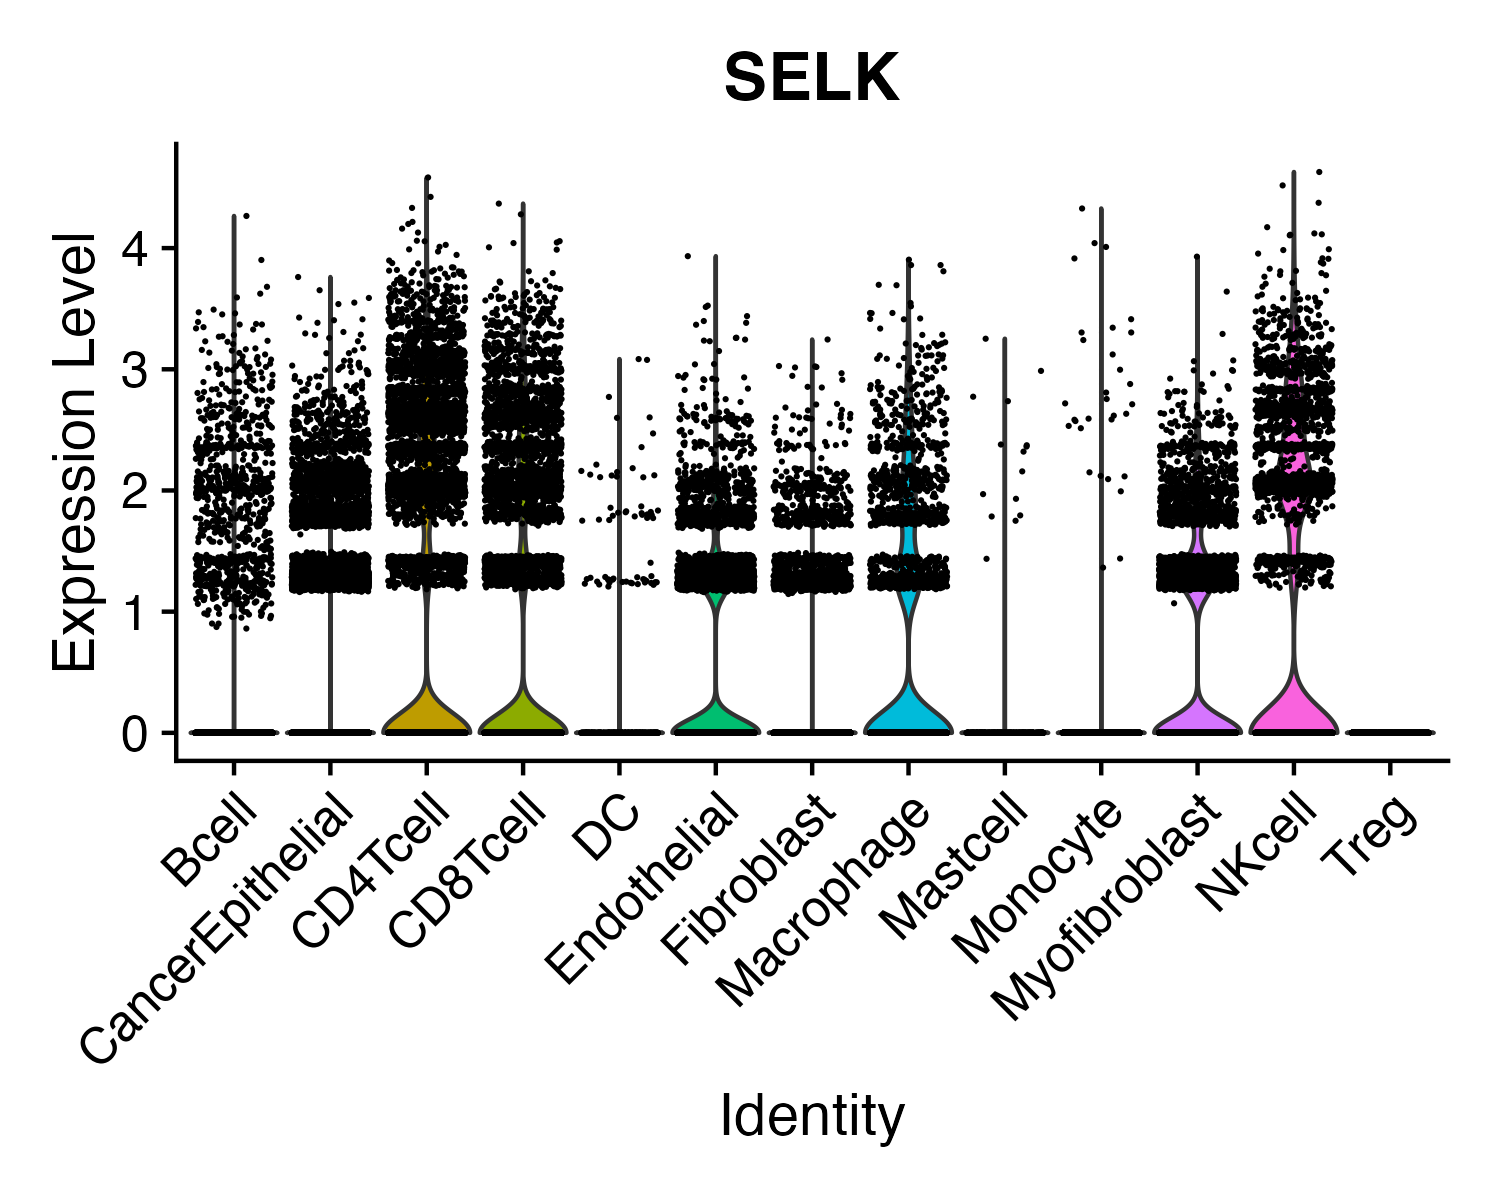 SELK
Expression Level
4
3
2
1
0
Bcell
CancerEpithelial
CD4Tcell
CD8Tcell
DC
Endothelial
Fibroblast
Macrophage
Mastcell
Monocyte
Myofibroblast
NKcell
Treg
Identity